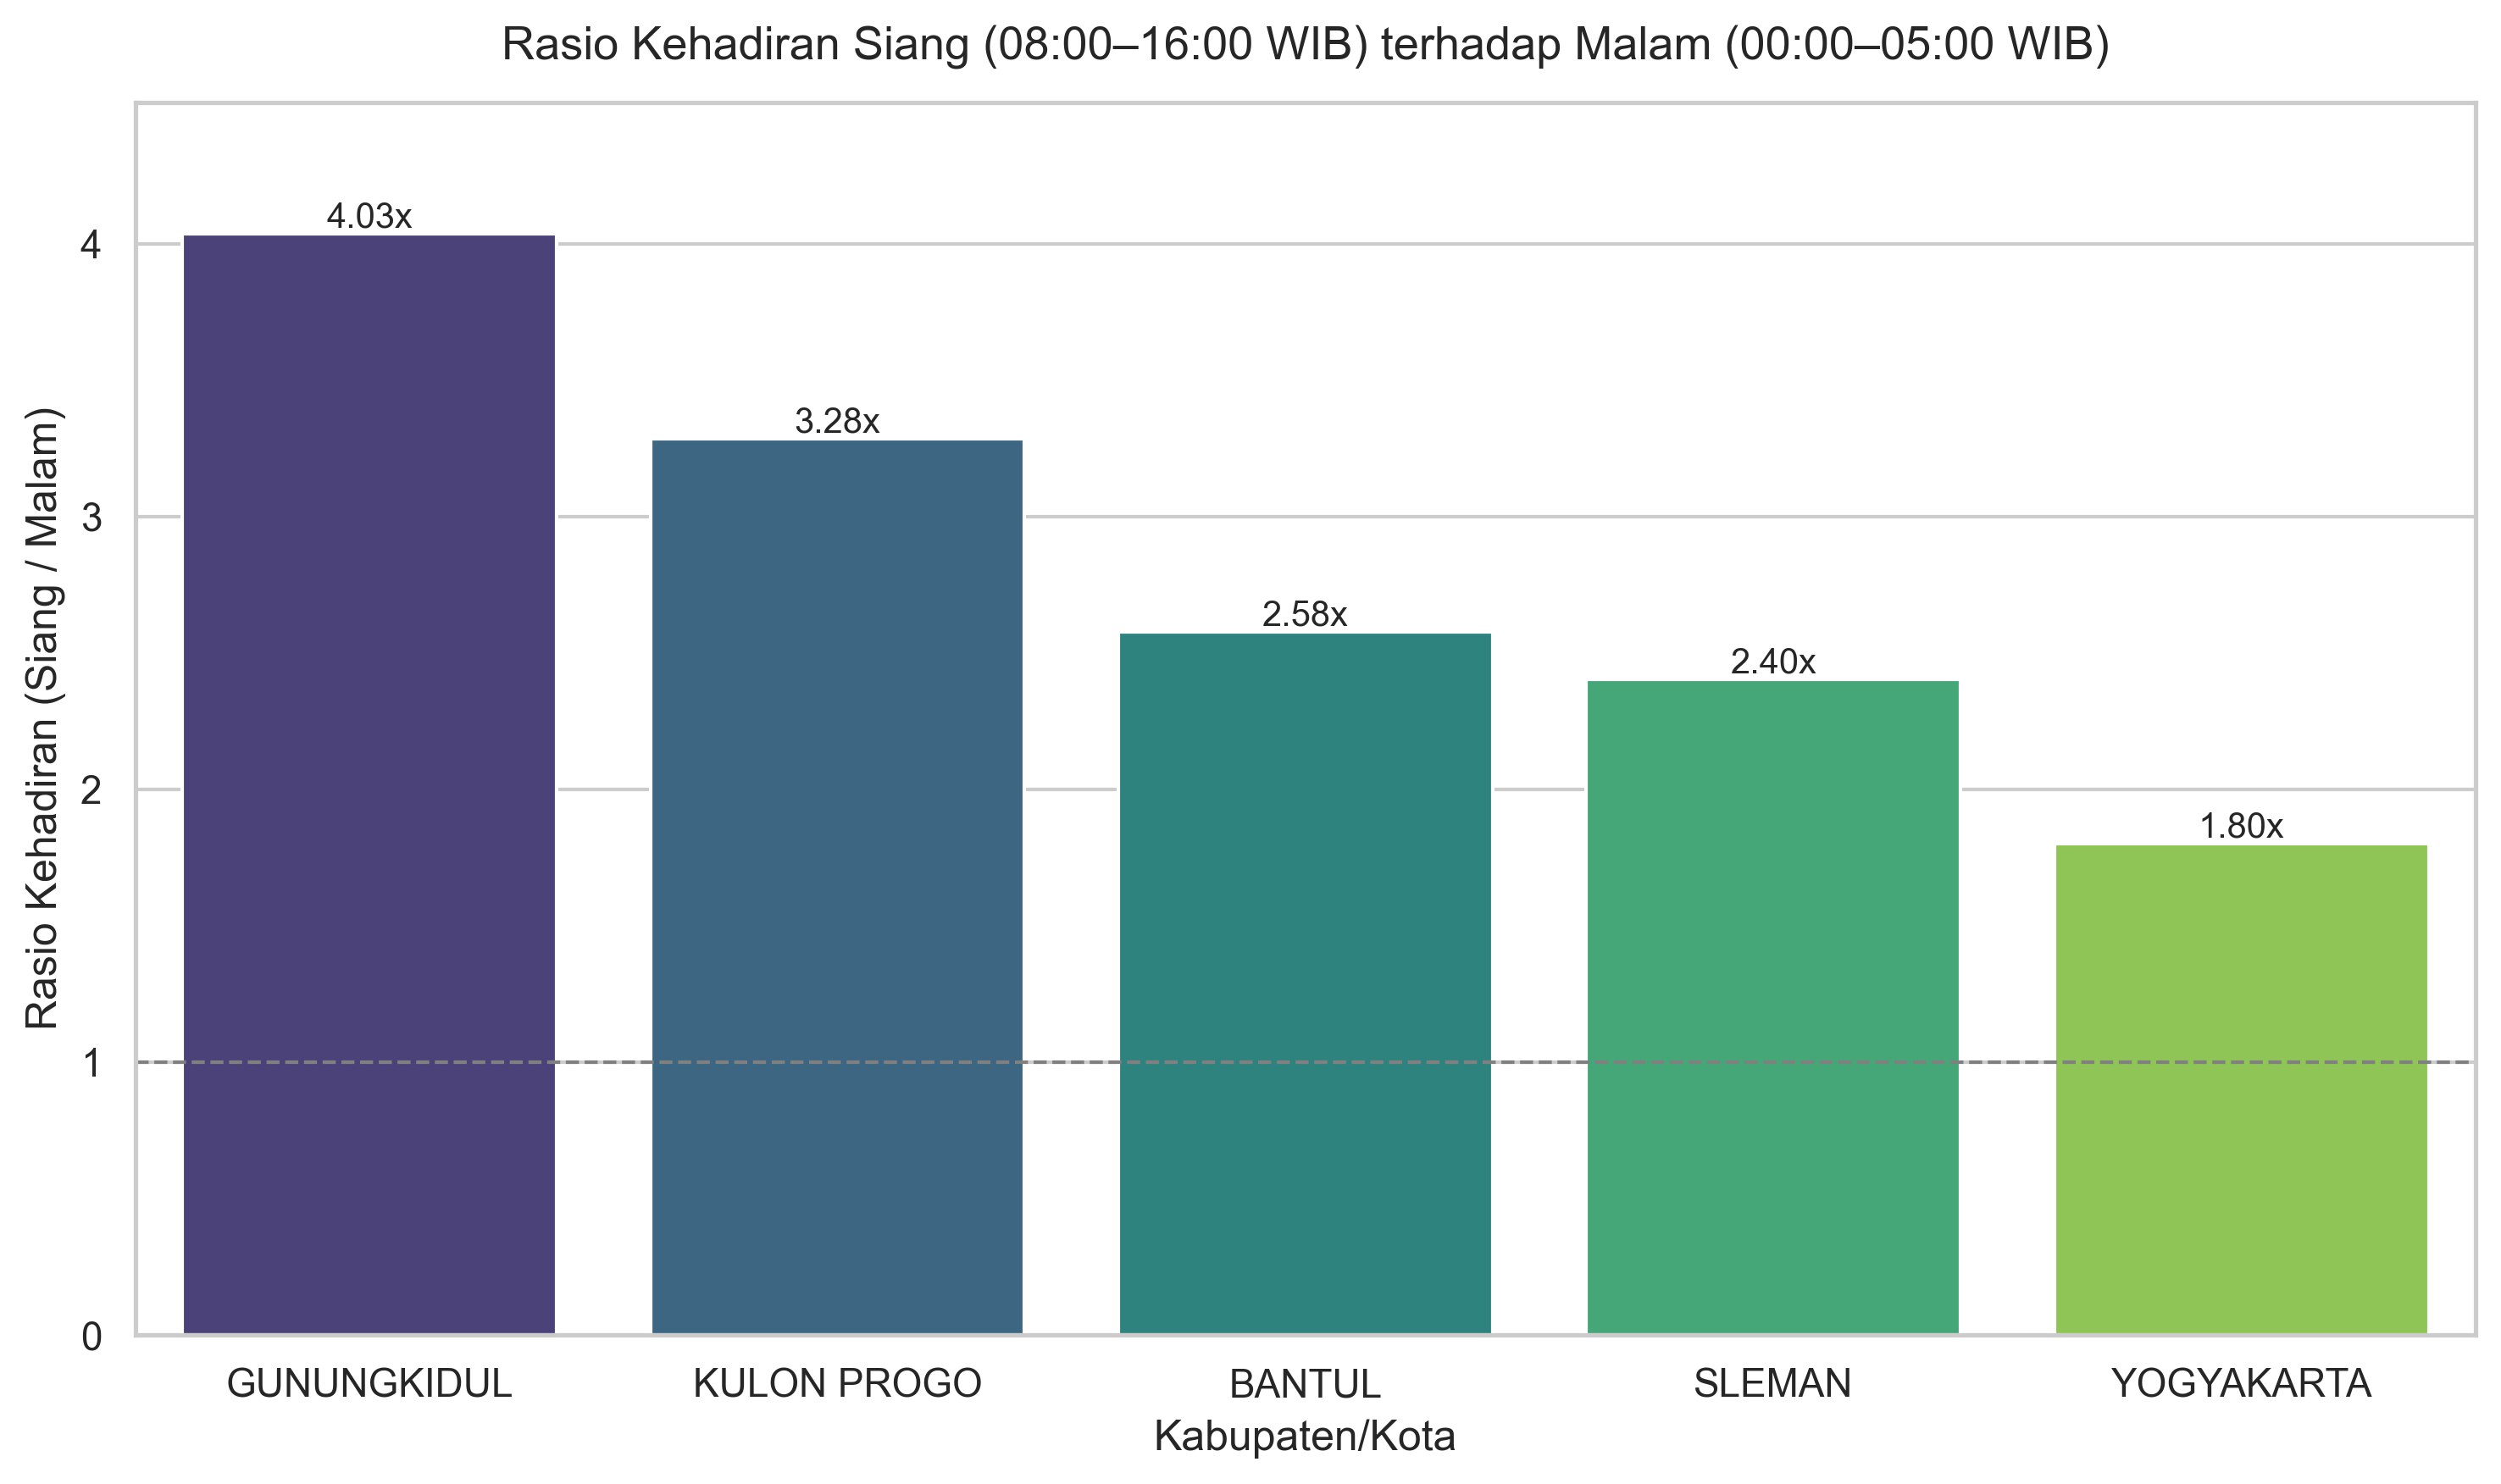 Rasio Kehadiran Siang (08:00–16:00 WIB) terhadap Malam (00:00–05:00 WIB)
Rasio Kehadiran (Siang / Malam)
4
3
2
1
0
4.03x
3.28x
2.58x
2.40x
1.80x
GUNUNGKIDUL
KULON PROGO
BANTUL
SLEMAN
YOGYAKARTA
Kabupaten/Kota